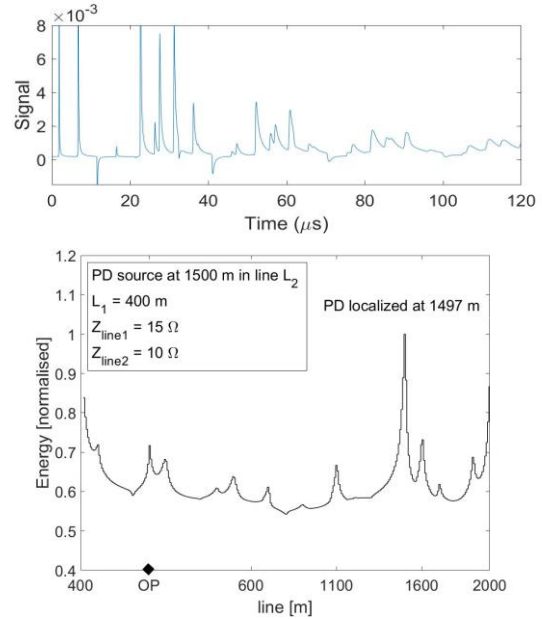 ×10⁻³
8
6
4
2
0
Signal
0 20 40 60 80 100 120
Time (μs)
1.2
1.1
1
0.9
0.8
0.7
0.6
0.5
0.4
Energy [normalised]
PD source at 1500 m in line L₂
L₁ = 400 m
Z_line1 = 15 Ω
Z_line2 = 10 Ω
PD localized at 1497 m
400 OP 600 1100 1600 2000
line [m]